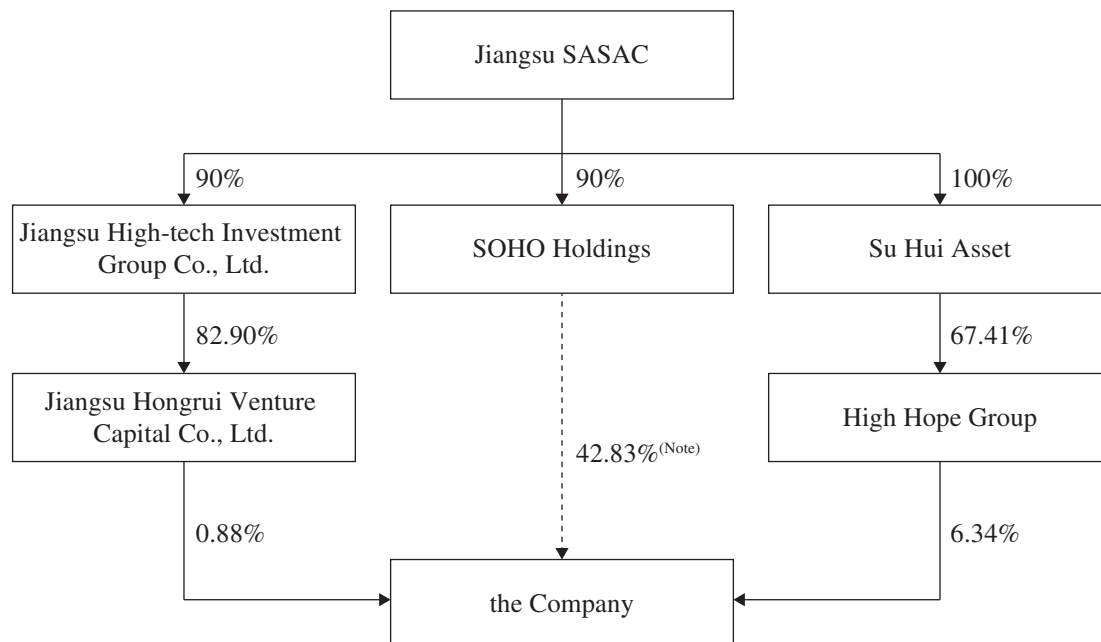 Jiangsu SASAC
90%
90%
100%
Jiangsu High-tech Investment
Group Co., Ltd.
SOHO Holdings
Su Hui Asset
82.90%
67.41%
Jiangsu Hongrui Venture
Capital Co., Ltd.
High Hope Group
42.83%(Note)
0.88%
6.34%
the Company